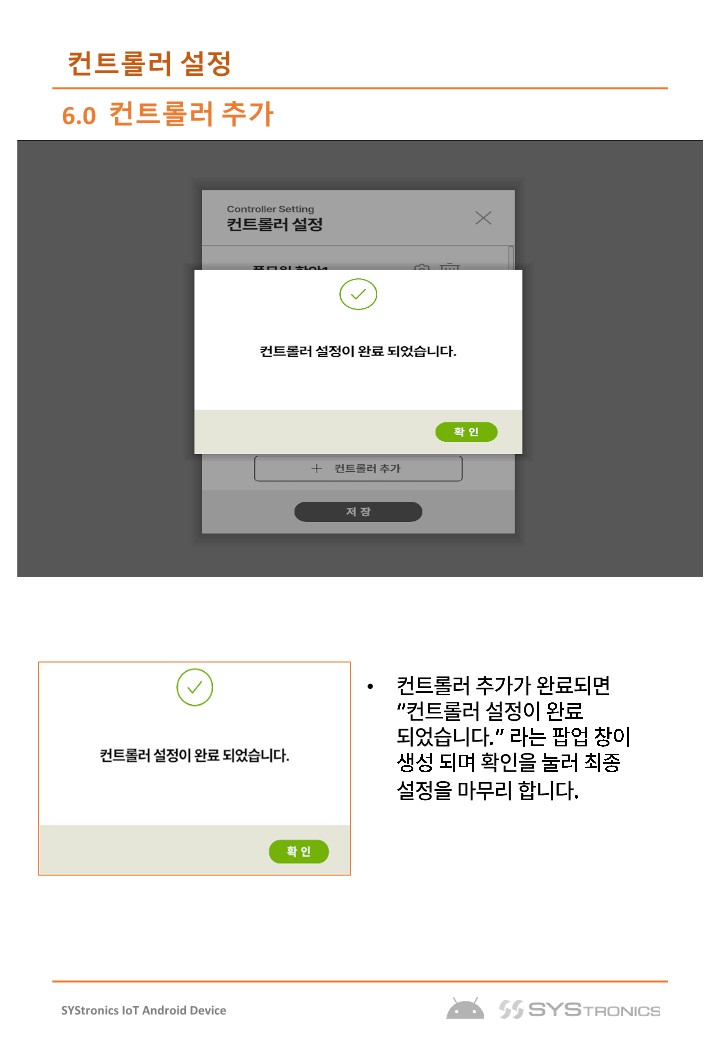 컨트롤러 설정
6.0 컨트롤러 추가
Controller Setting
컨트롤러 설정
컨트롤러 설정이 완료 되었습니다.
확 인
+ 컨트롤러 추가
저 장
컨트롤러 설정이 완료 되었습니다.
확 인
• 컨트롤러 추가가 완료되면
“컨트롤러 설정이 완료
되었습니다.” 라는 팝업 창이
생성 되며 확인을 눌러 최종
설정을 마무리 합니다.
SYStronics IoT Android Device
SYSTRONICS